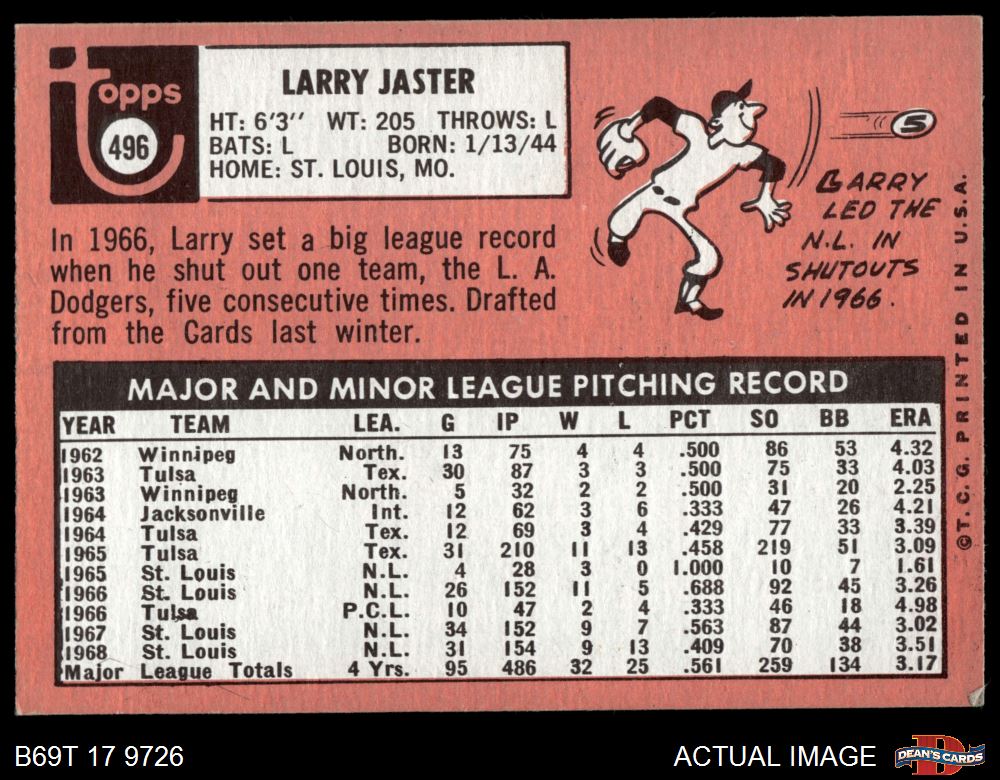 topps
496
LARRY JASTER
HT: 6'3'' WT: 205 THROWS: L
BATS: L BORN: 1/13/44
HOME: ST. LOUIS, MO.
In 1966, Larry set a big league record
when he shut out one team, the L. A.
Dodgers, five consecutive times. Drafted
from the Cards last winter.
5
LARRY
LED THE
N.L. IN
SHUTOUTS
IN 1966.
MAJOR AND MINOR LEAGUE PITCHING RECORD
YEAR TEAM LEA. G IP W L PCT SO BB ERA
1962 Winnipeg North. 13 75 4 4 .500 86 53 4.32
1963 Tulsa Tex. 30 87 3 3 .500 75 33 4.03
1963 Winnipeg North. 5 32 2 2 .500 31 20 2.25
1964 Jacksonville Int. 12 62 3 6 .333 47 26 4.21
1964 Tulsa Tex. 12 69 3 4 .429 77 33 3.39
1965 Tulsa Tex. 31 210 11 13 .458 219 51 3.09
1965 St. Louis N.L. 4 28 3 0 1.000 10 7 1.61
1966 St. Louis N.L. 26 152 11 5 .688 92 45 3.26
1966 Tulsa P.C.L. 10 47 2 4 .333 46 18 4.98
1967 St. Louis N.L. 34 152 9 7 .563 87 44 3.02
1968 St. Louis N.L. 31 154 9 13 .409 70 38 3.51
Major League Totals 4 Yrs. 95 486 32 25 .561 259 134 3.17
©T.C.G. PRINTED IN U.S.A.
B69T 17 9726
ACTUAL IMAGE
DEAN'S CARDS